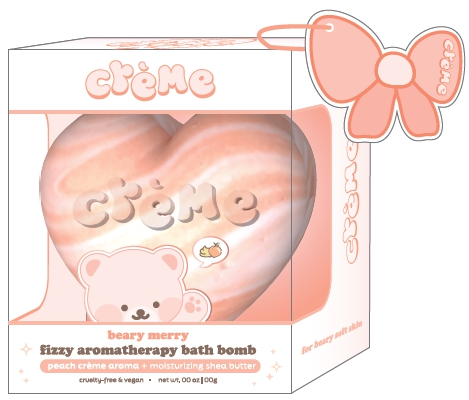 crème
crème
crème
crème
beary merry
fizzy aromatherapy bath bomb
peach crème aroma + moisturizing shea butter
cruelty-free & vegan • net wt. 00 oz | 00g
for beary soft skin